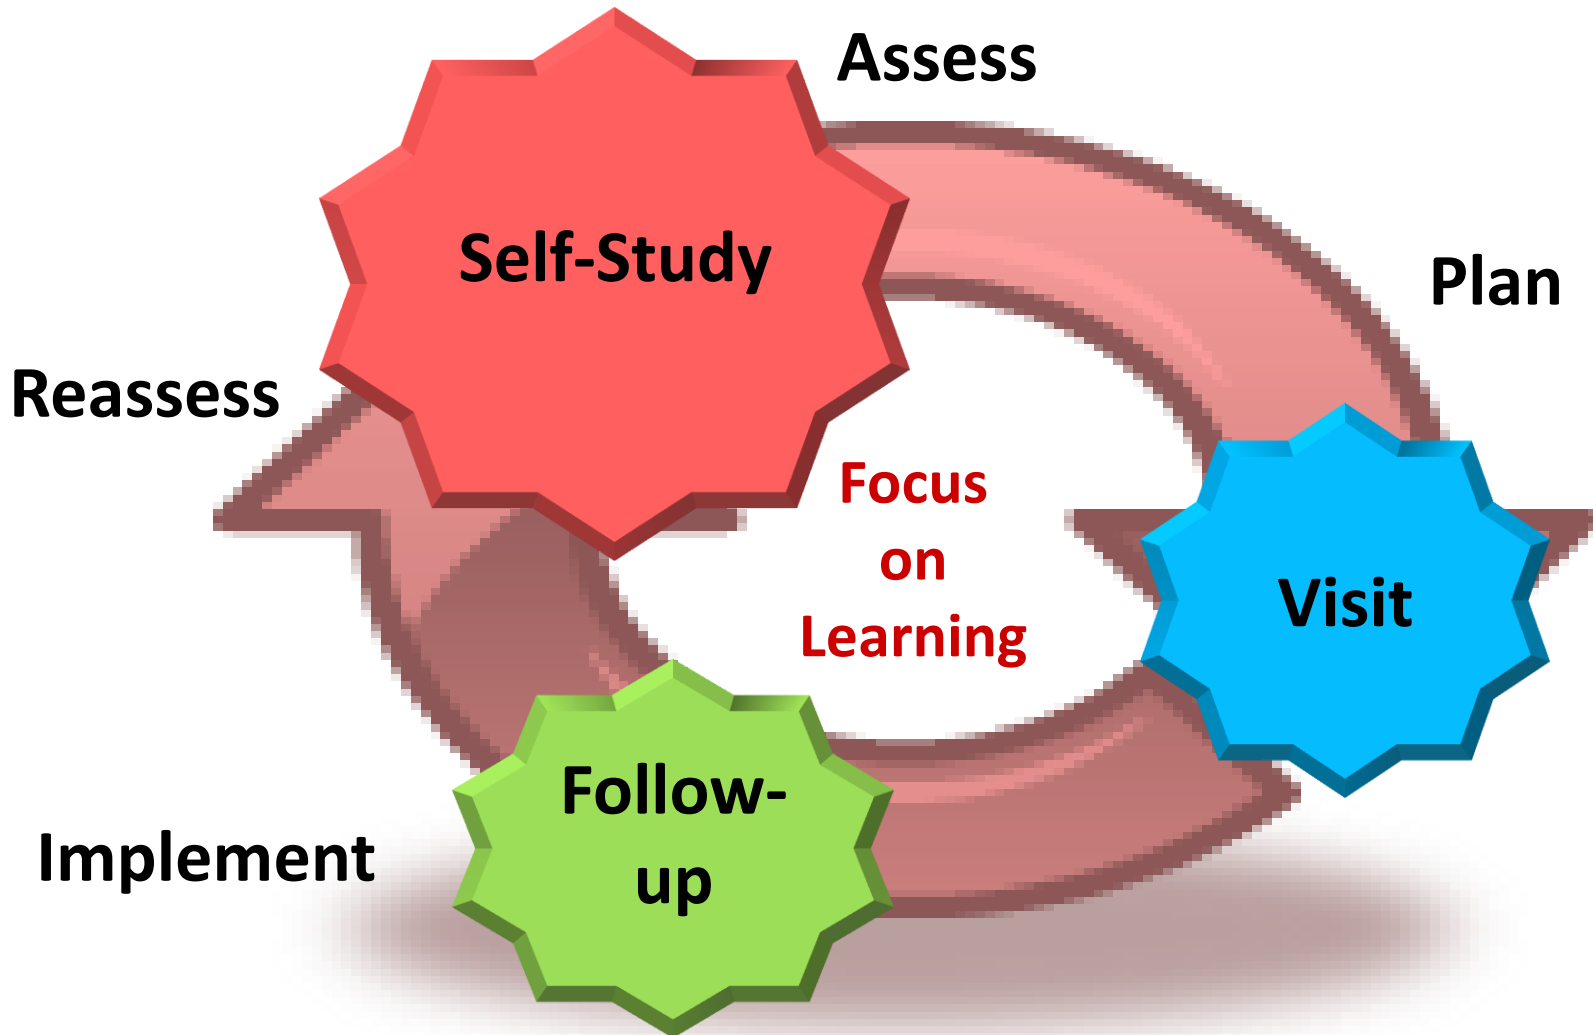 Assess
Self-Study
Plan
Reassess
Focus
on
Learning
Visit
Follow-
up
Implement